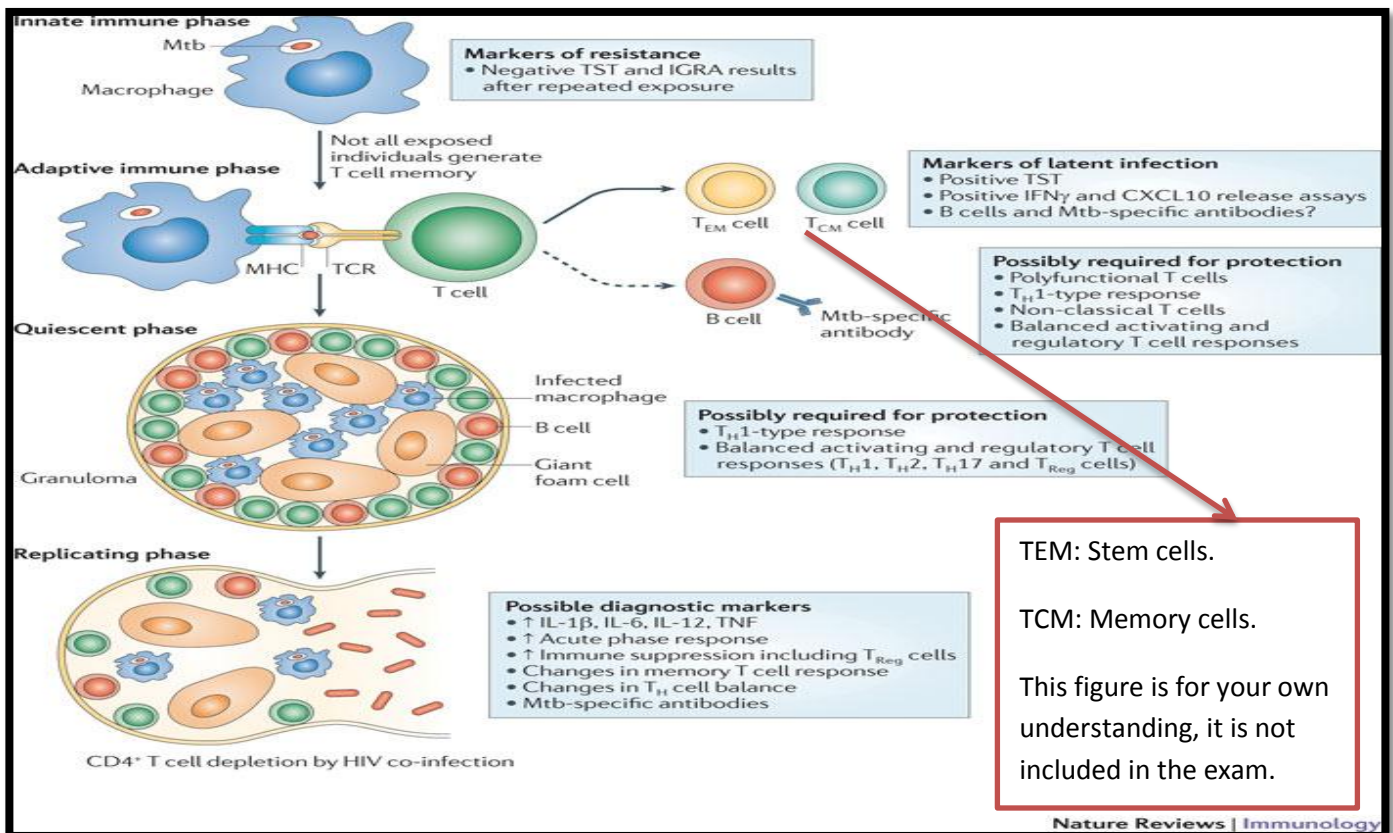 Innate immune phase
Mtb
Macrophage
Markers of resistance
• Negative TST and IGRA results
after repeated exposure
Not all exposed
individuals generate
T cell memory
Adaptive immune phase
MHC
TCR
T cell
TEM cell
TCM cell
B cell
Mtb-specific
antibody
Markers of latent infection
• Positive TST
• Positive IFNγ and CXCL10 release assays
• B cells and Mtb-specific antibodies?
Possibly required for protection
• Polyfunctional T cells
• TH1-type response
• Non-classical T cells
• Balanced activating and
regulatory T cell responses
Quiescent phase
Infected
macrophage
B cell
Giant
foam cell
Granuloma
Possibly required for protection
• TH1-type response
• Balanced activating and regulatory T cell
responses (TH1, TH2, TH17 and TReg cells)
Replicating phase
Possible diagnostic markers
• ↑ IL-1β, IL-6, IL-12, TNF
• ↑ Acute phase response
• ↑ Immune suppression including TReg cells
• Changes in memory T cell response
• Changes in TH cell balance
• Mtb-specific antibodies
CD4+ T cell depletion by HIV co-infection
TEM: Stem cells.
TCM: Memory cells.
This figure is for your own
understanding, it is not
included in the exam.
Nature Reviews | Immunology